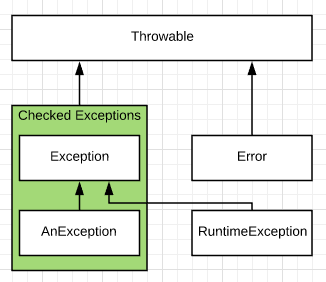 Throwable
Checked Exceptions
Exception
Error
AnException
RuntimeException